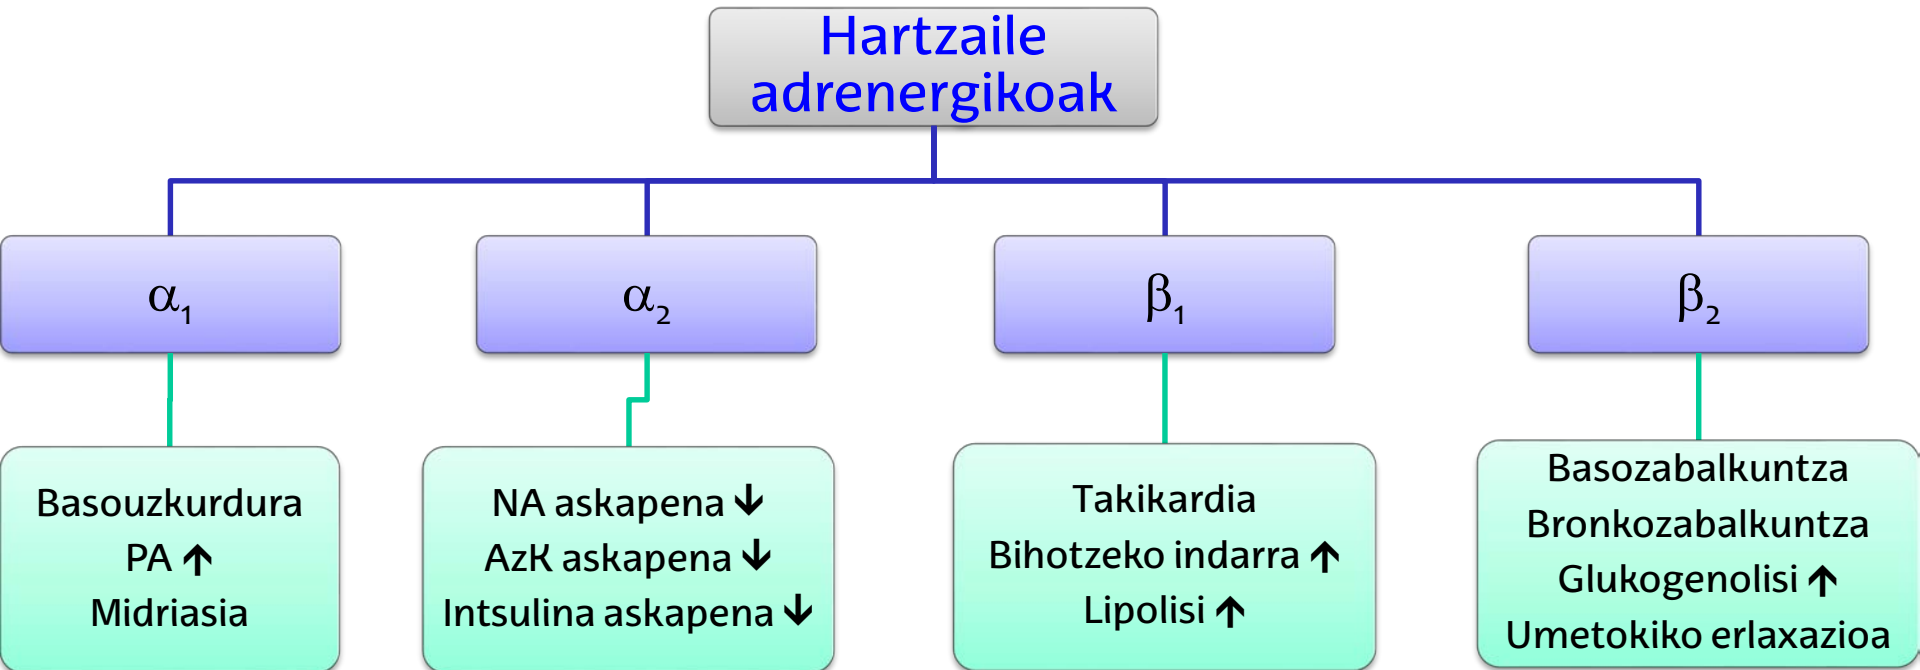 Hartzaile
adrenergikoak
α₁
α₂
β₁
β₂
Basouzkurdura
PA ↑
Midriasia
NA askapena ↓
AzK askapena ↓
Intsulina askapena ↓
Takikardia
Bihotzeko indarra ↑
Lipolisi ↑
Basozabalkuntza
Bronkozabalkuntza
Glukogenolisi ↑
Umetokiko erlaxazioa